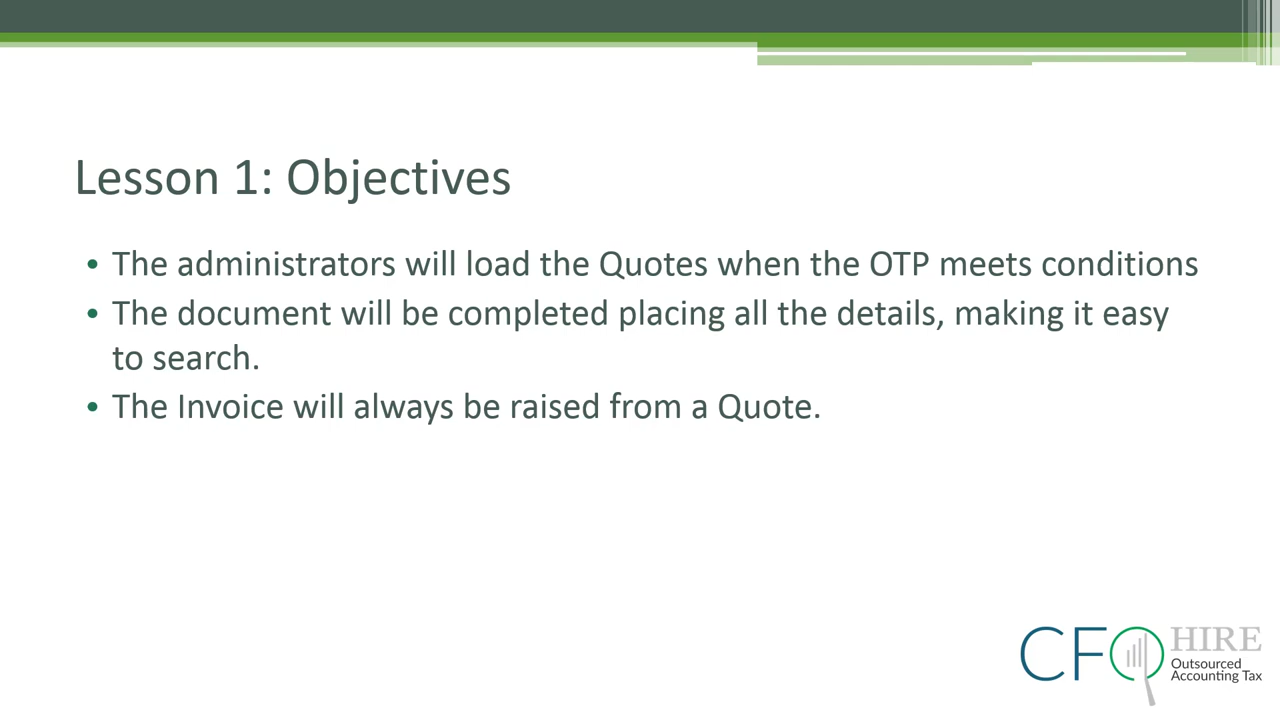 Lesson 1: Objectives
• The administrators will load the Quotes when the OTP meets conditions
• The document will be completed placing all the details, making it easy
to search.
• The Invoice will always be raised from a Quote.
CFO HIRE
Outsourced
Accounting Tax